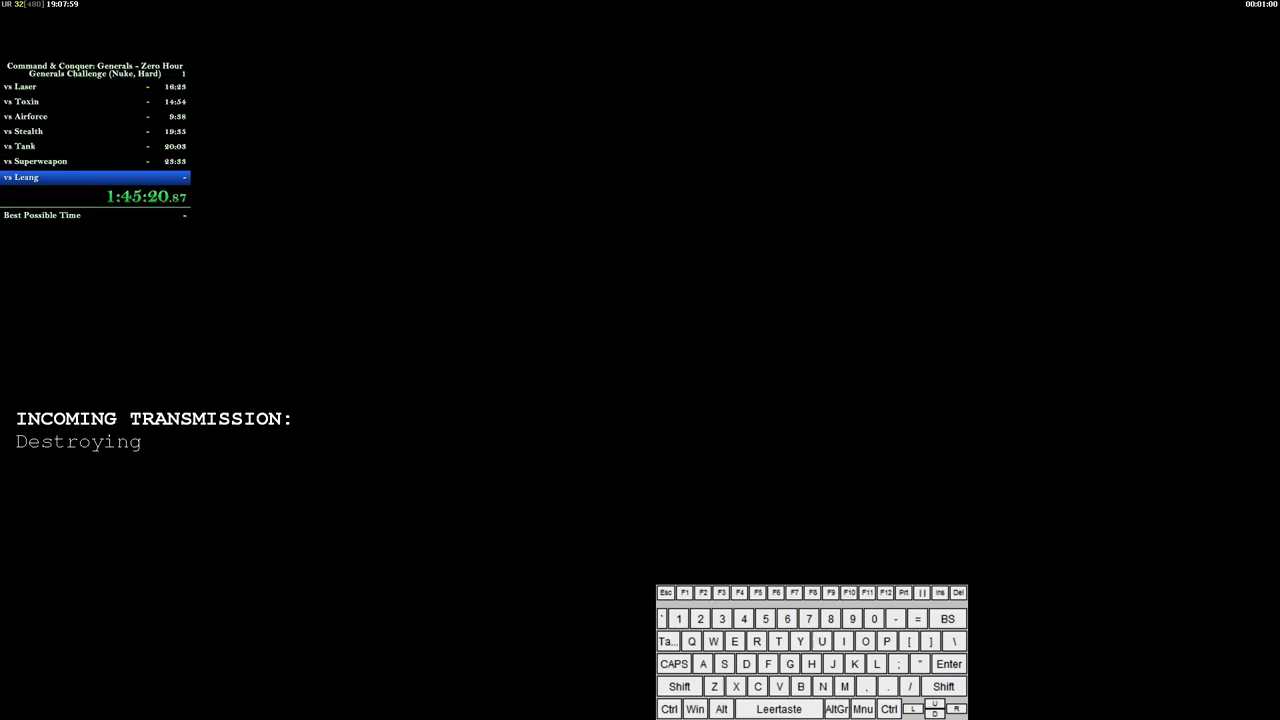 UR 32[480] 19:07:59
00:01:00
Command & Conquer: Generals - Zero Hour
Generals Challenge (Nuke, Hard) 1
vs Laser - 16:23
vs Toxin - 14:54
vs Airforce - 9:38
vs Stealth - 19:35
vs Tank - 20:03
vs Superweapon - 23:33
vs Leang -
1:45:20.87
Best Possible Time -
INCOMING TRANSMISSION:
Destroying
Esc F1 F2 F3 F4 F5 F6 F7 F8 F9 F10 F11 F12 Prt || Ins Del
` 1 2 3 4 5 6 7 8 9 0 - = BS
Ta... Q W E R T Y U I O P [ ] \
CAPS A S D F G H J K L ; " Enter
Shift Z X C V B N M , . / Shift
Ctrl Win Alt Leertaste AltGr Mnu Ctrl L U D R